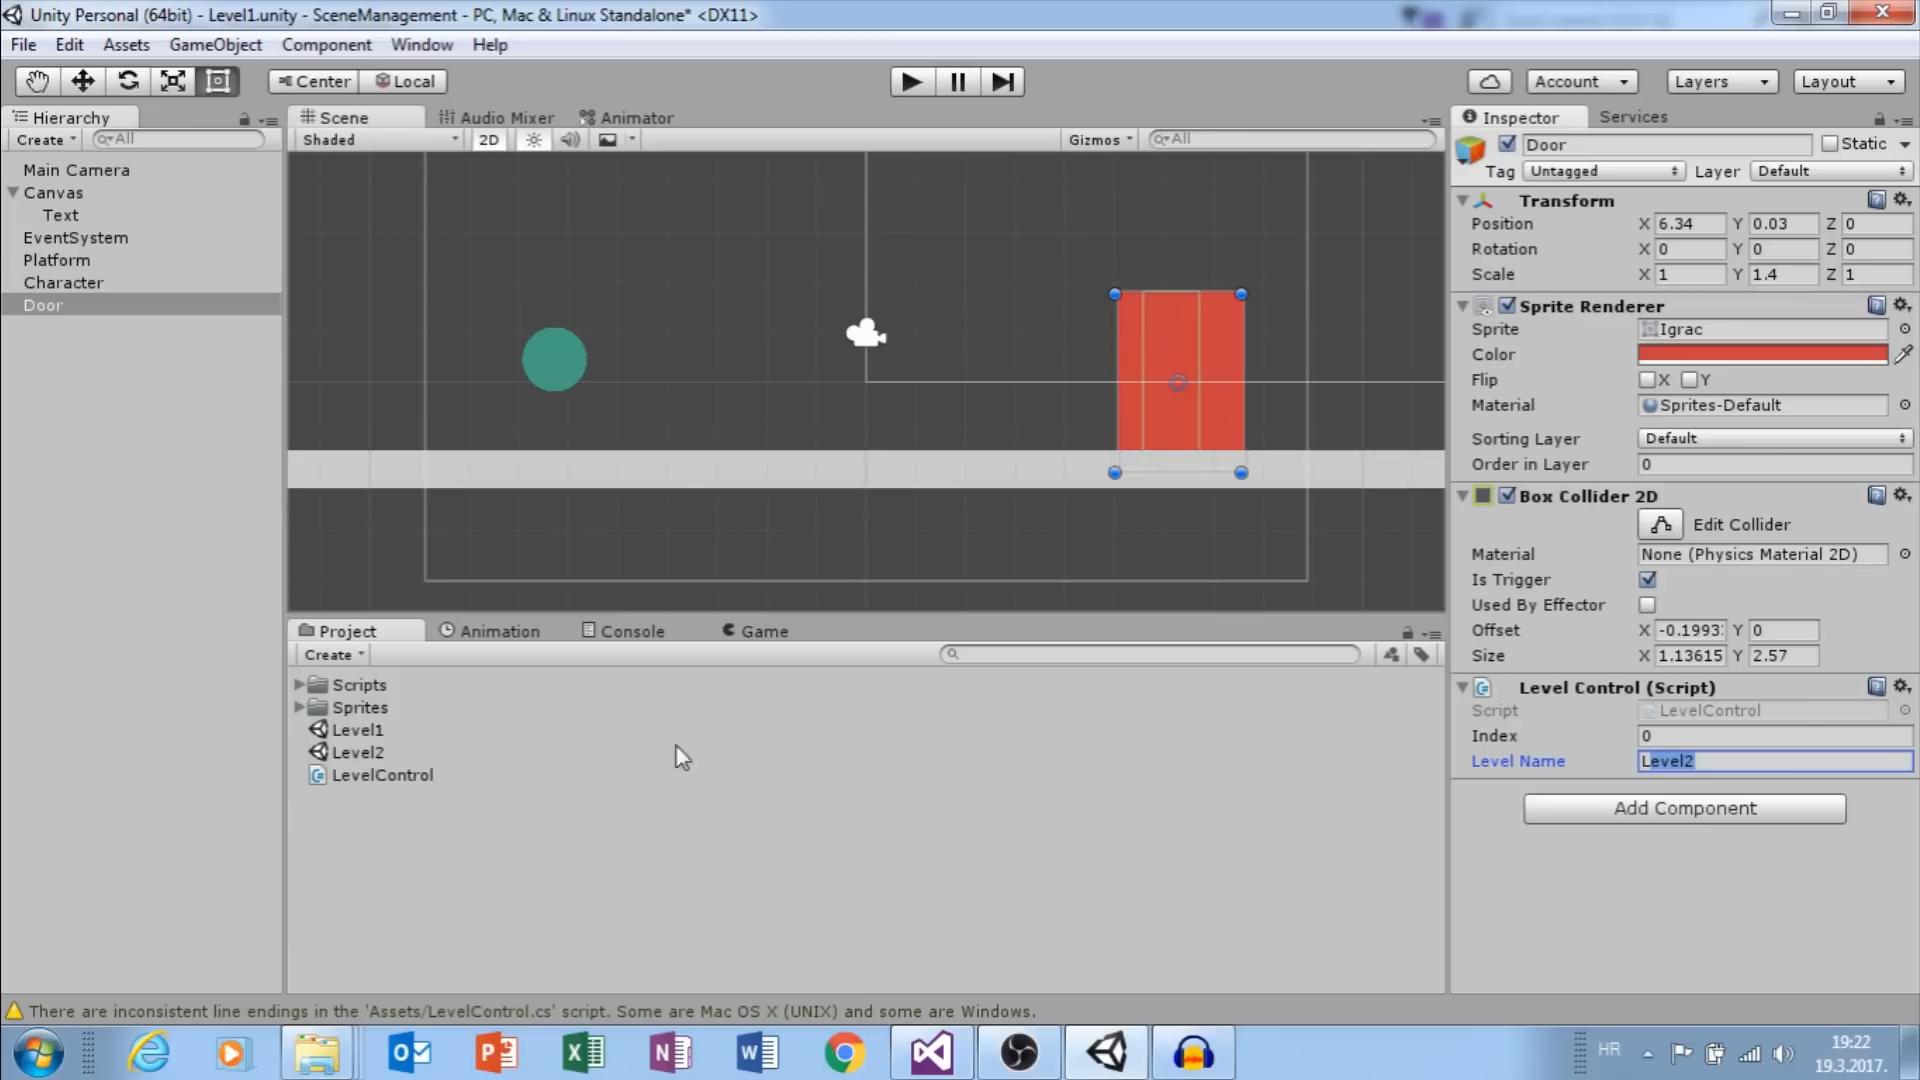 Unity Personal (64bit) - Level1.unity - SceneManagement - PC, Mac & Linux Standalone* <DX11>
File Edit Assets GameObject Component Window Help
Center Local Account Layers Layout
Hierarchy
Create All
Main Camera
Canvas
Text
EventSystem
Platform
Character
Door
Scene Audio Mixer Animator
Shaded 2D Gizmos All
Project Animation Console Game
Create
Scripts
Sprites
Level1
Level2
LevelControl
Inspector Services
Door Static
Tag Untagged Layer Default
Transform
Position X 6.34 Y 0.03 Z 0
Rotation X 0 Y 0 Z 0
Scale X 1 Y 1.4 Z 1
Sprite Renderer
Sprite Igrac
Color
Flip X Y
Material Sprites-Default
Sorting Layer Default
Order in Layer 0
Box Collider 2D
Edit Collider
Material None (Physics Material 2D)
Is Trigger
Used By Effector
Offset X -0.1993 Y 0
Size X 1.13615 Y 2.57
Level Control (Script)
Script LevelControl
Index 0
Level Name Level2
Add Component
There are inconsistent line endings in the 'Assets/LevelControl.cs' script. Some are Mac OS X (UNIX) and some are Windows.
HR 19:22
19.3.2017.